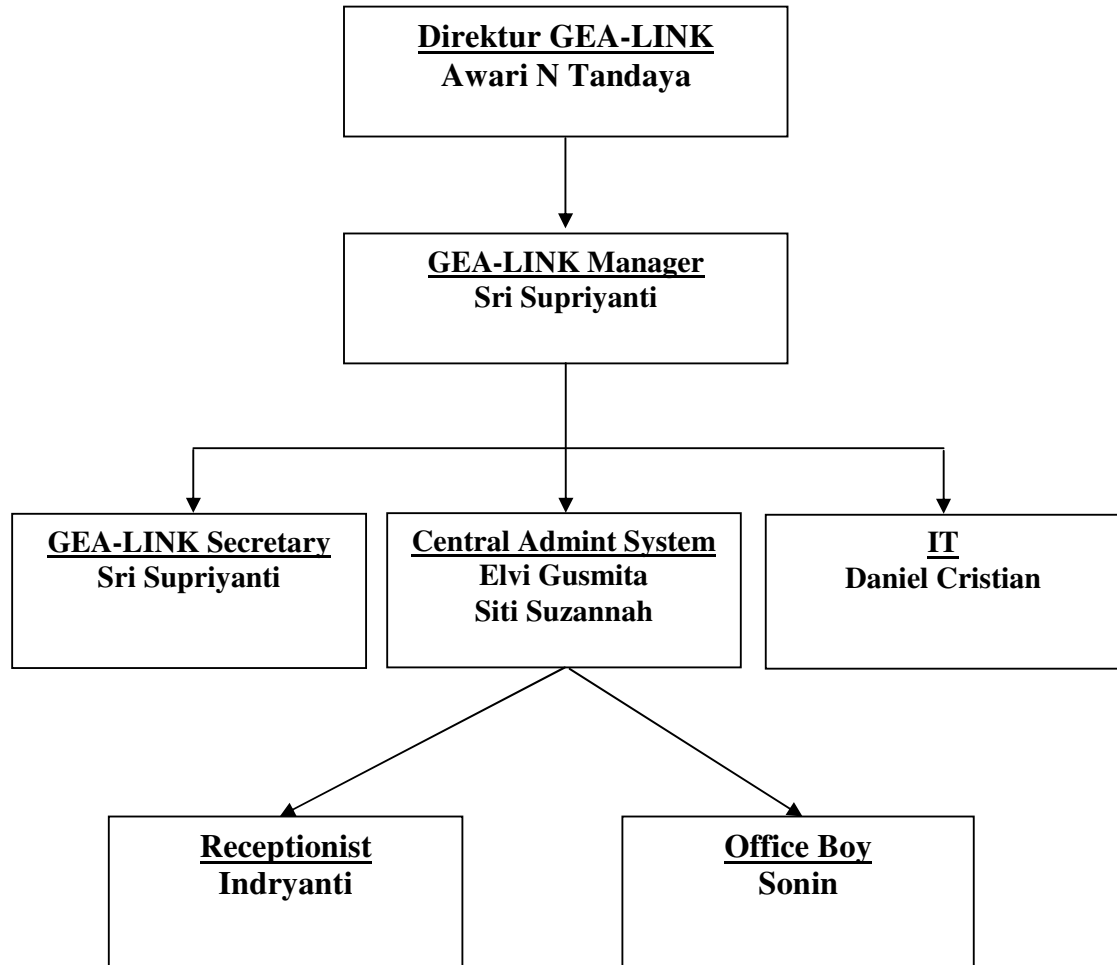 Direktur GEA-LINK
Awari N Tandaya
GEA-LINK Manager
Sri Supriyanti
GEA-LINK Secretary
Sri Supriyanti
Central Admint System
Elvi Gusmita
Siti Suzannah
IT
Daniel Cristian
Receptionist
Indryanti
Office Boy
Sonin